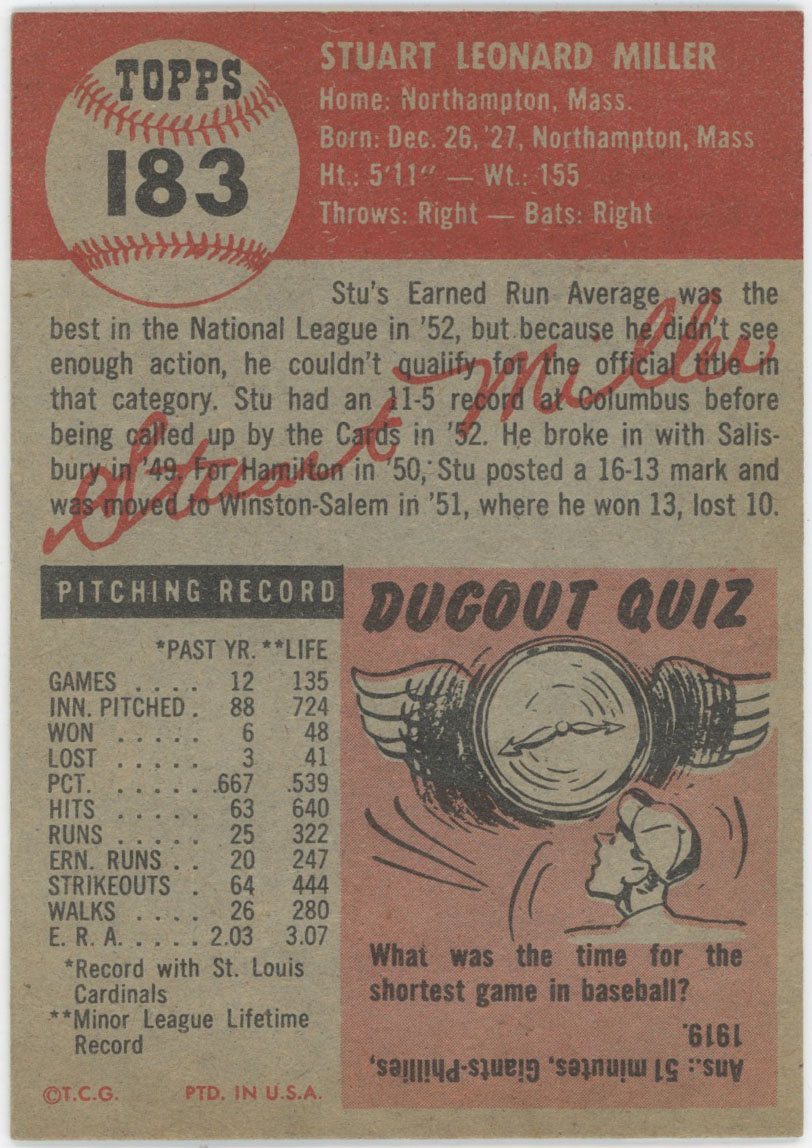 TOPPS
183
STUART LEONARD MILLER
Home: Northampton, Mass.
Born: Dec. 26, '27, Northampton, Mass
Ht.: 5'11" — Wt.: 155
Throws: Right — Bats: Right
Stu's Earned Run Average was the
best in the National League in '52, but because he didn't see
enough action, he couldn't qualify for the official title in
that category. Stu had an 11-5 record at Columbus before
being called up by the Cards in '52. He broke in with Salis-
bury in '49. For Hamilton in '50, Stu posted a 16-13 mark and
was moved to Winston-Salem in '51, where he won 13, lost 10.
Stuart Miller
PITCHING RECORD
*PAST YR. **LIFE
GAMES . . . . 12 135
INN. PITCHED . 88 724
WON . . . . . 6 48
LOST . . . . . 3 41
PCT. . . . . . .667 .539
HITS . . . . . 63 640
RUNS . . . . . 25 322
ERN. RUNS . . 20 247
STRIKEOUTS . 64 444
WALKS . . . . 26 280
E. R. A. . . . . 2.03 3.07
*Record with St. Louis
Cardinals
**Minor League Lifetime
Record
©T.C.G. PTD. IN U.S.A.
DUGOUT QUIZ
What was the time for the
shortest game in baseball?
Ans.: 51 minutes, Giants-Phillies,
1919.